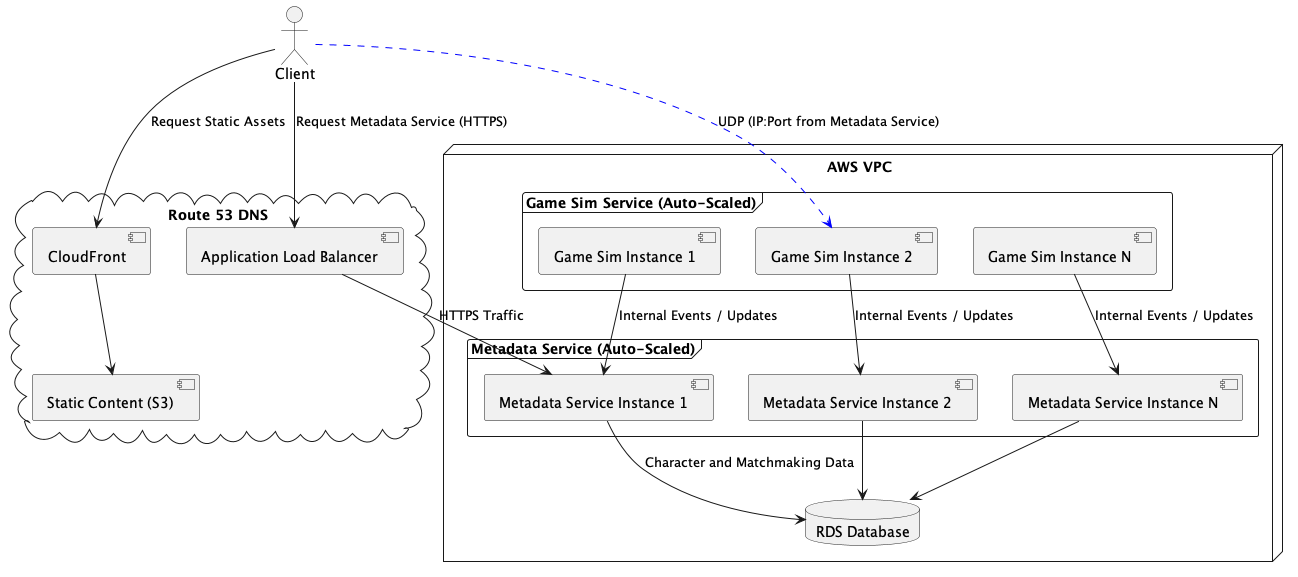 Client
Request Static Assets
Request Metadata Service (HTTPS)
UDP (IP:Port from Metadata Service)
AWS VPC
Route 53 DNS
Game Sim Service (Auto-Scaled)
CloudFront
Application Load Balancer
Game Sim Instance 1
Game Sim Instance 2
Game Sim Instance N
HTTPS Traffic
Internal Events / Updates
Internal Events / Updates
Internal Events / Updates
Metadata Service (Auto-Scaled)
Static Content (S3)
Metadata Service Instance 1
Metadata Service Instance 2
Metadata Service Instance N
Character and Matchmaking Data
RDS Database